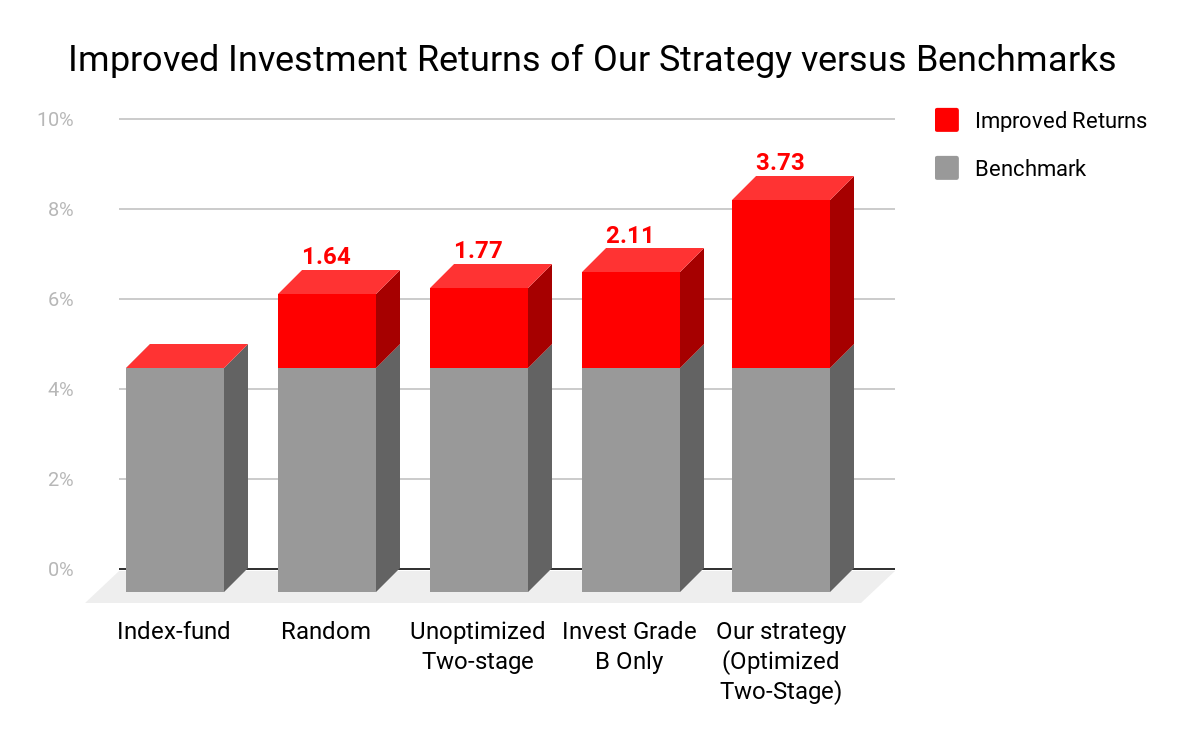 Improved Investment Returns of Our Strategy versus Benchmarks
10%
8%
6%
4%
2%
0%
1.64
1.77
2.11
3.73
Improved Returns
Benchmark
Index-fund
Random
Unoptimized
Two-stage
Invest Grade
B Only
Our strategy
(Optimized
Two-Stage)